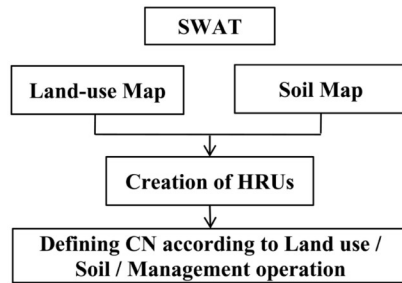 SWAT
Land-use Map
Soil Map
Creation of HRUs
Defining CN according to Land use /
Soil / Management operation